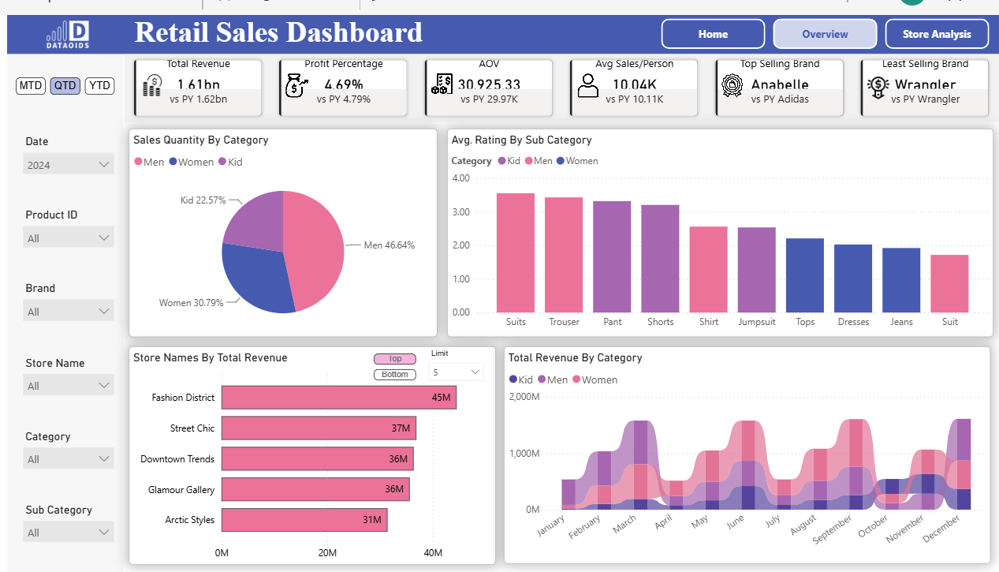 DATAOIDS
Retail Sales Dashboard
Home
Overview
Store Analysis
MTD
QTD
YTD
Total Revenue
1.61bn
vs PY 1.62bn
Profit Percentage
4.69%
vs PY 4.79%
AOV
30,925.33
vs PY 29.97K
Avg Sales/Person
10.04K
vs PY 10.11K
Top Selling Brand
Anabelle
vs PY Adidas
Least Selling Brand
Wrangler
vs PY Wrangler
Date
2024
Product ID
All
Brand
All
Store Name
All
Category
All
Sub Category
All
Sales Quantity By Category
Men Women Kid
Kid 22.57%
Men 46.64%
Women 30.79%
Avg. Rating By Sub Category
Category Kid Men Women
4.00
3.00
2.00
1.00
0.00
Suits Trouser Pant Shorts Shirt Jumpsuit Tops Dresses Jeans Suit
Store Names By Total Revenue
Top
Bottom
Limit
5
Fashion District 45M
Street Chic 37M
Downtown Trends 36M
Glamour Gallery 36M
Arctic Styles 31M
0M 20M 40M
Total Revenue By Category
Kid Men Women
2,000M
1,000M
0M
January February March April May June July August September October November December